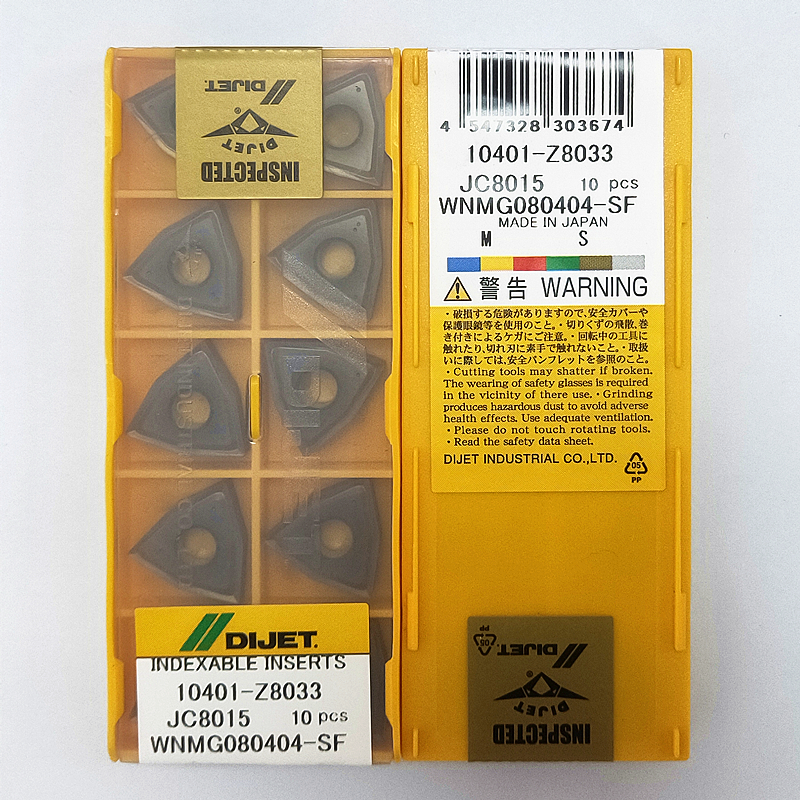 DIJET.
DIJET
®
INSPECTED
DIJET
DIJET INDUSTRIAL CO., LTD.
DIJET.
INDEXABLE INSERTS
10401-Z8033
JC8015 10 pcs
WNMG080404-SF
4 547328 303674
10401-Z8033
JC8015 10 pcs
WNMG080404-SF
MADE IN JAPAN
M S
警告 WARNING
・破損する危険がありますので、安全カバーや
保護眼鏡等を使用のこと。・切りくずの飛散、巻
き付きによるケガにご注意。・回転中の工具に
触れたり、切れ刃に素手で触れないこと。・取扱
いに際しては、安全パンフレットを参照のこと。
・Cutting tools may shatter if broken.
The wearing of safety glasses is required
in the vicinity of there use. ・Grinding
produces hazardous dust to avoid adverse
health effects. Use adequate ventilation.
・Please do not touch rotating tools.
・Read the safety data sheet.
DIJET INDUSTRIAL CO.,LTD.
05
PP
05
PP
DIJET.
DIJET
INSPECTED